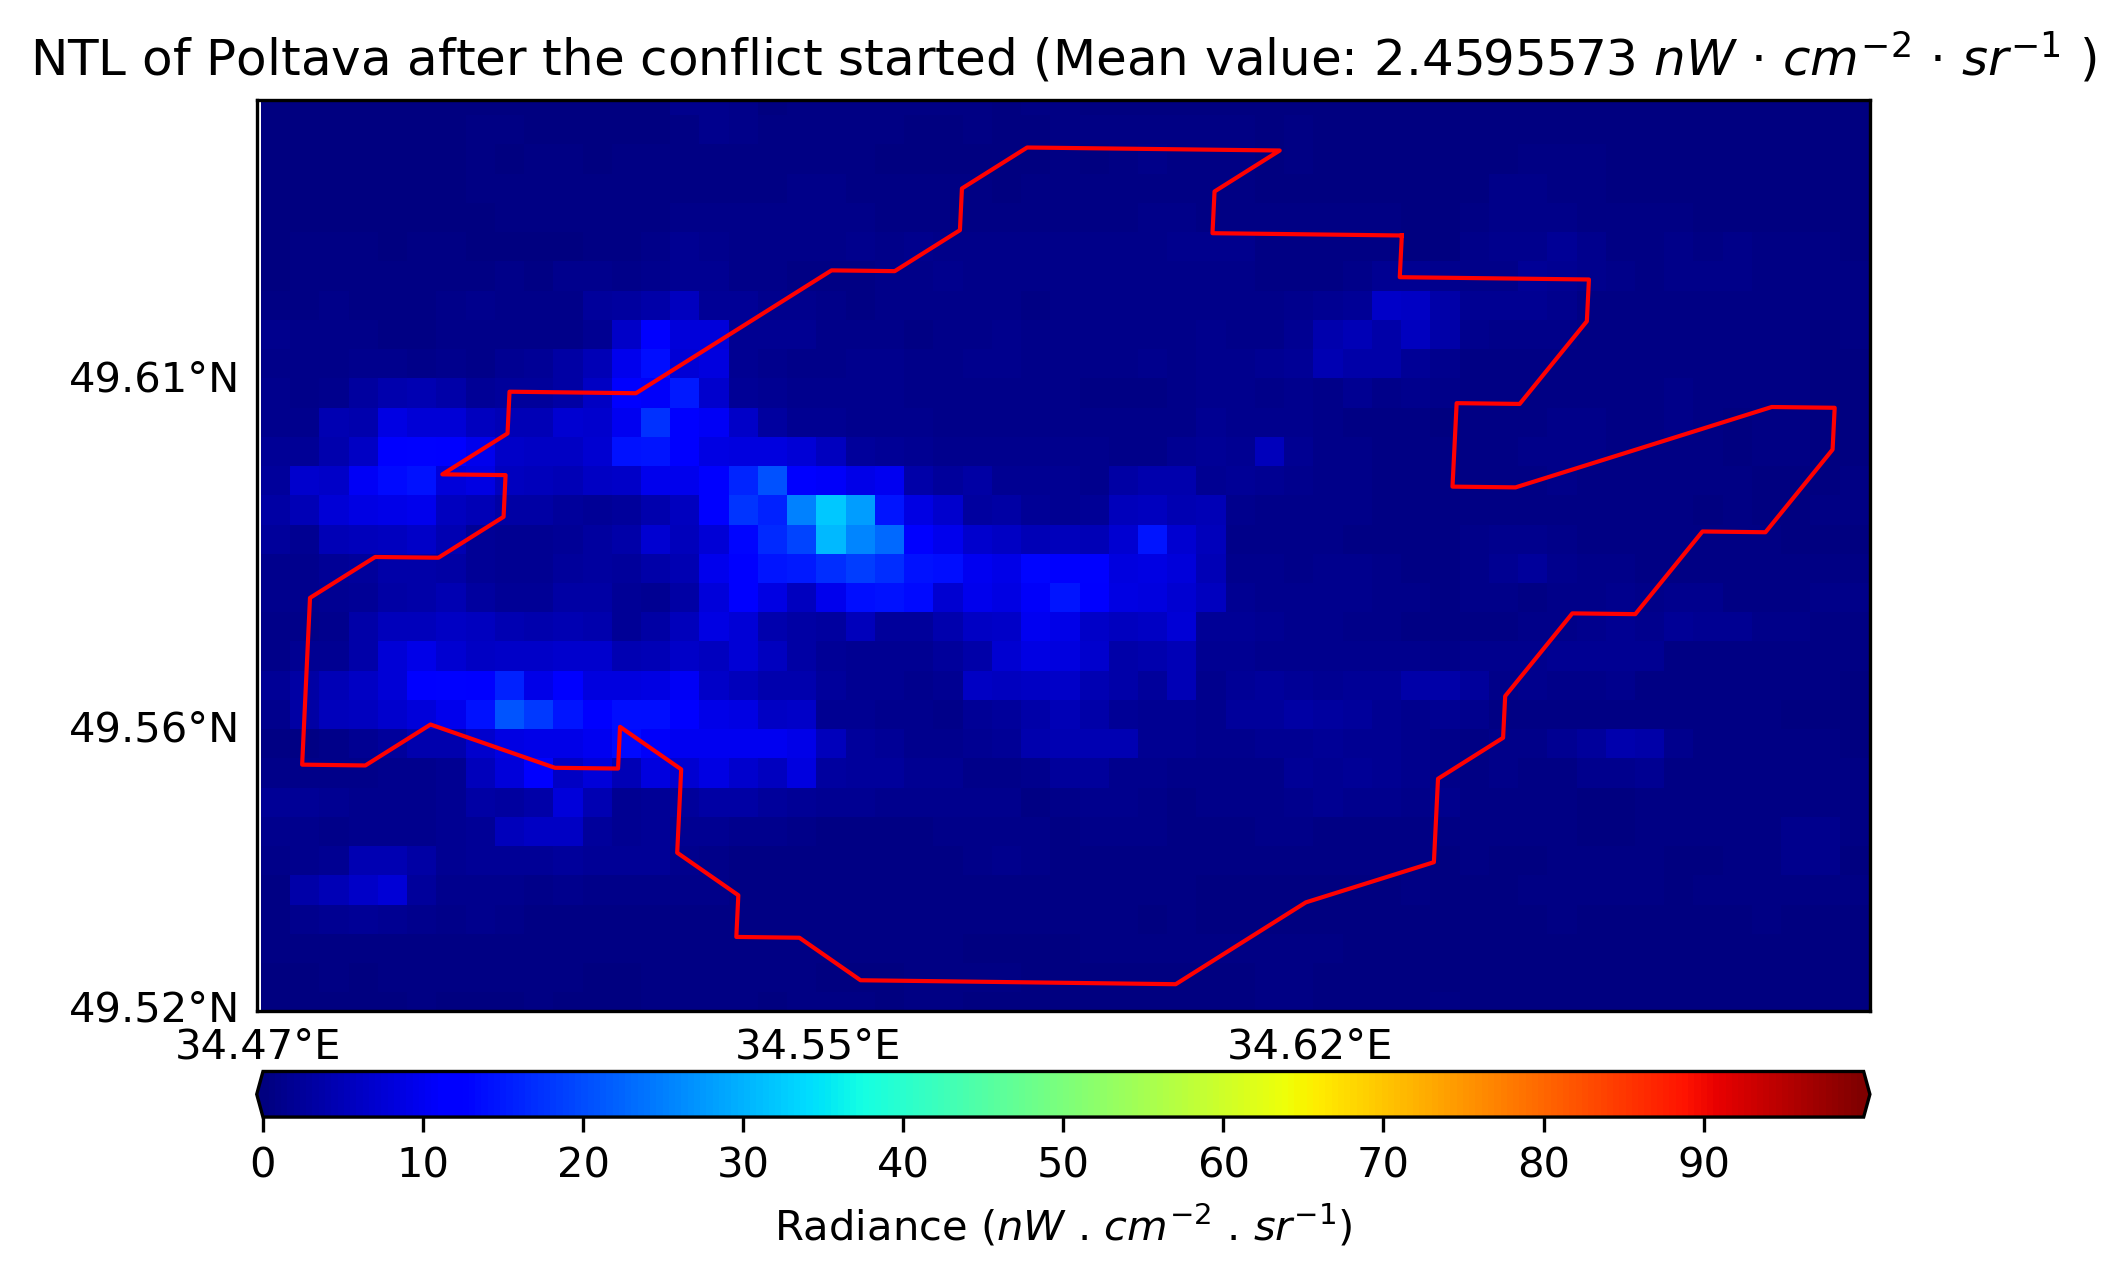 NTL of Poltava after the conflict started (Mean value: 2.4595573 nW · cm⁻² · sr⁻¹ )
49.61°N
49.56°N
49.52°N
34.47°E 34.55°E 34.62°E
0 10 20 30 40 50 60 70 80 90
Radiance (nW . cm⁻² . sr⁻¹)